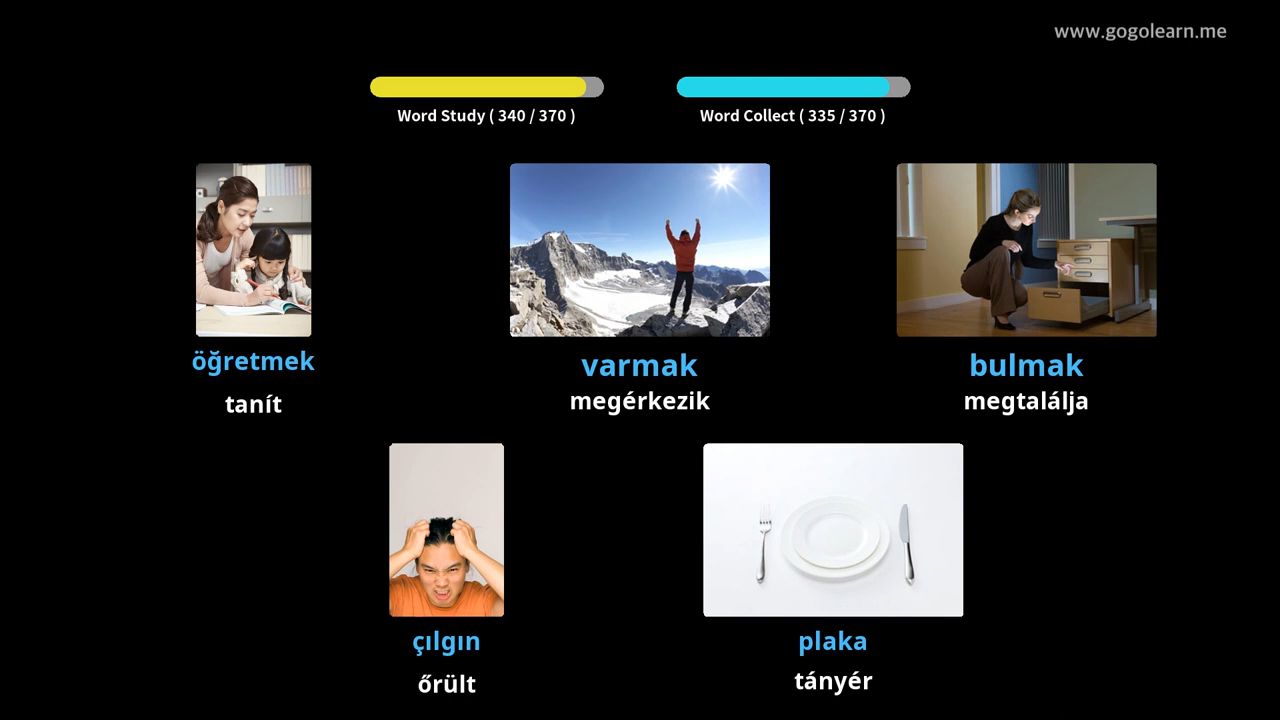 www.gogolearn.me
Word Study ( 340 / 370 )
Word Collect ( 335 / 370 )
öğretmek
tanít
varmak
megérkezik
bulmak
megtalálja
çılgın
őrült
plaka
tányér